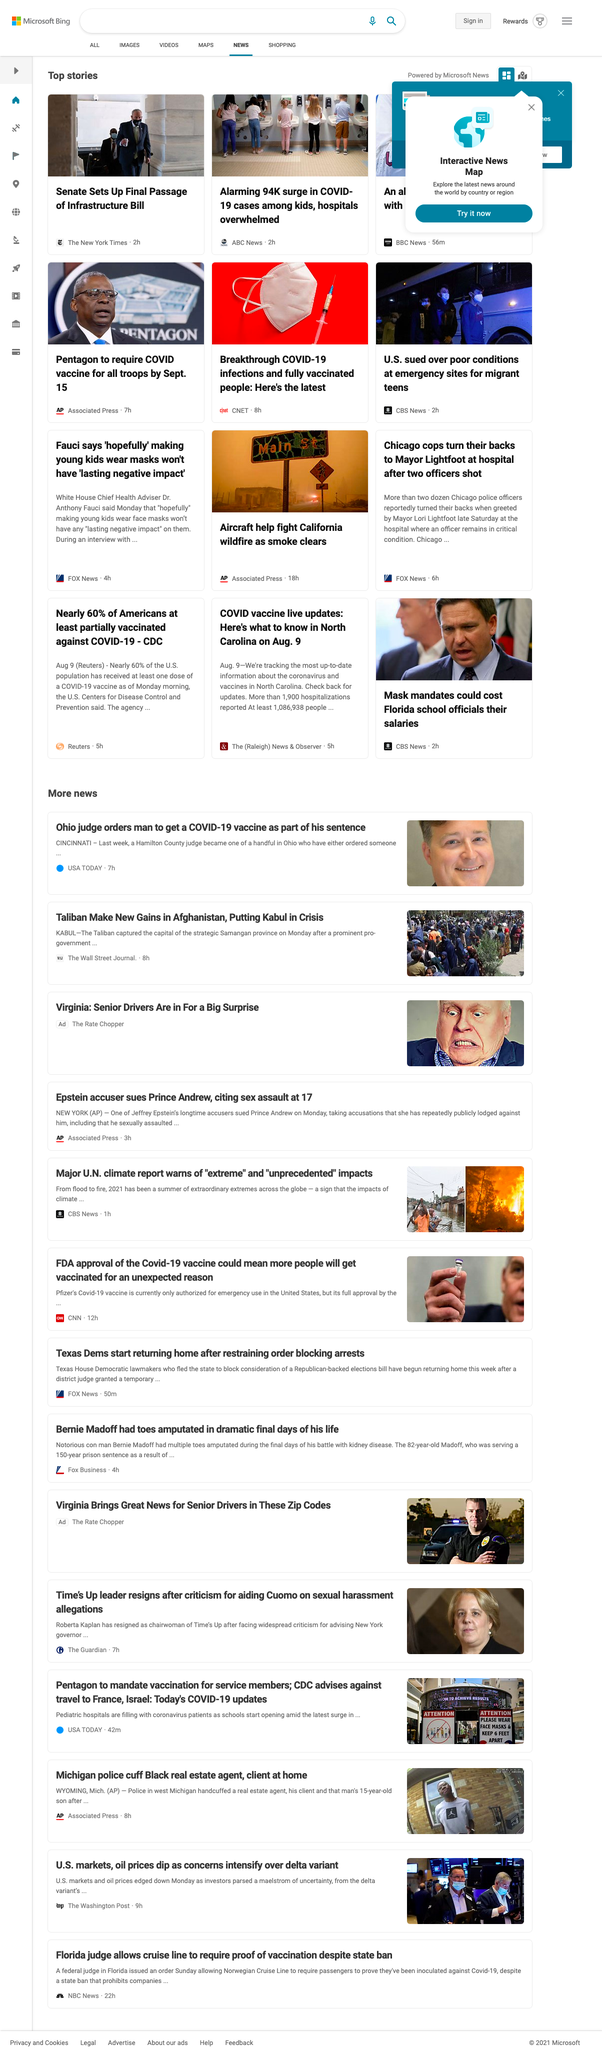 Microsoft Bing
Sign in
Rewards
ALL
IMAGES
VIDEOS
MAPS
NEWS
SHOPPING
Top stories
Powered by Microsoft News
Interactive News
Map
Explore the latest news around
the world by country or region
Try it now
Senate Sets Up Final Passage
of Infrastructure Bill
The New York Times · 2h
Alarming 94K surge in COVID-
19 cases among kids, hospitals
overwhelmed
ABC News · 2h
An al
with
BBC News · 56m
PENTAGON
Pentagon to require COVID
vaccine for all troops by Sept.
15
AP Associated Press · 7h
Breakthrough COVID-19
infections and fully vaccinated
people: Here's the latest
CNET · 8h
U.S. sued over poor conditions
at emergency sites for migrant
teens
CBS News · 2h
Fauci says 'hopefully' making
young kids wear masks won't
have 'lasting negative impact'
White House Chief Health Adviser Dr.
Anthony Fauci said Monday that "hopefully"
making young kids wear face masks won't
have any "lasting negative impact" on them.
During an interview with ...
FOX News · 4h
Main St
Aircraft help fight California
wildfire as smoke clears
AP Associated Press · 18h
Chicago cops turn their backs
to Mayor Lightfoot at hospital
after two officers shot
More than two dozen Chicago police officers
reportedly turned their backs when greeted
by Mayor Lori Lightfoot late Saturday at the
hospital where an officer remains in critical
condition. Chicago ...
FOX News · 6h
Nearly 60% of Americans at
least partially vaccinated
against COVID-19 - CDC
Aug 9 (Reuters) - Nearly 60% of the U.S.
population has received at least one dose of
a COVID-19 vaccine as of Monday morning,
the U.S. Centers for Disease Control and
Prevention said. The agency ...
Reuters · 5h
COVID vaccine live updates:
Here's what to know in North
Carolina on Aug. 9
Aug. 9—We're tracking the most up-to-date
information about the coronavirus and
vaccines in North Carolina. Check back for
updates. More than 1,900 hospitalizations
reported At least 1,086,938 people ...
The (Raleigh) News & Observer · 5h
Mask mandates could cost
Florida school officials their
salaries
CBS News · 2h
More news
Ohio judge orders man to get a COVID-19 vaccine as part of his sentence
CINCINNATI – Last week, a Hamilton County judge became one of a handful in Ohio who have either ordered someone
...
USA TODAY · 7h
Taliban Make New Gains in Afghanistan, Putting Kabul in Crisis
KABUL—The Taliban captured the capital of the strategic Samangan province on Monday after a prominent pro-
government ...
The Wall Street Journal. · 8h
Virginia: Senior Drivers Are in For a Big Surprise
Ad The Rate Chopper
Epstein accuser sues Prince Andrew, citing sex assault at 17
NEW YORK (AP) — One of Jeffrey Epstein's longtime accusers sued Prince Andrew on Monday, taking accusations that she has repeatedly publicly lodged against
him, including that he sexually assaulted ...
AP Associated Press · 3h
Major U.N. climate report warns of "extreme" and "unprecedented" impacts
From flood to fire, 2021 has been a summer of extraordinary extremes across the globe — a sign that the impacts of
climate ...
CBS News · 1h
FDA approval of the Covid-19 vaccine could mean more people will get
vaccinated for an unexpected reason
Pfizer's Covid-19 vaccine is currently only authorized for emergency use in the United States, but its full approval by the
...
CNN · 12h
Texas Dems start returning home after restraining order blocking arrests
Texas House Democratic lawmakers who fled the state to block consideration of a Republican-backed elections bill have begun returning home this week after a
district judge granted a temporary ...
FOX News · 50m
Bernie Madoff had toes amputated in dramatic final days of his life
Notorious con man Bernie Madoff had multiple toes amputated during the final days of his battle with kidney disease. The 82-year-old Madoff, who was serving a
150-year prison sentence as a result of ...
Fox Business · 4h
Virginia Brings Great News for Senior Drivers in These Zip Codes
Ad The Rate Chopper
Time's Up leader resigns after criticism for aiding Cuomo on sexual harassment
allegations
Roberta Kaplan has resigned as chairwoman of Time's Up after facing widespread criticism for advising New York
governor ...
The Guardian · 7h
Pentagon to mandate vaccination for service members; CDC advises against
travel to France, Israel: Today's COVID-19 updates
Pediatric hospitals are filling with coronavirus patients as schools start opening amid the latest surge in ...
USA TODAY · 42m
ATTENTION
ATTENTION
PLEASE WEAR
FACE MASKS &
KEEP 6 FEET
APART
Michigan police cuff Black real estate agent, client at home
WYOMING, Mich. (AP) — Police in west Michigan handcuffed a real estate agent, his client and that man's 15-year-old
son after ...
AP Associated Press · 8h
U.S. markets, oil prices dip as concerns intensify over delta variant
U.S. markets and oil prices edged down Monday as investors parsed a maelstrom of uncertainty, from the delta
variant's ...
wp The Washington Post · 9h
Florida judge allows cruise line to require proof of vaccination despite state ban
A federal judge in Florida issued an order Sunday allowing Norwegian Cruise Line to require passengers to prove they've been inoculated against Covid-19, despite
a state ban that prohibits companies ...
NBC News · 22h
Privacy and Cookies
Legal
Advertise
About our ads
Help
Feedback
© 2021 Microsoft